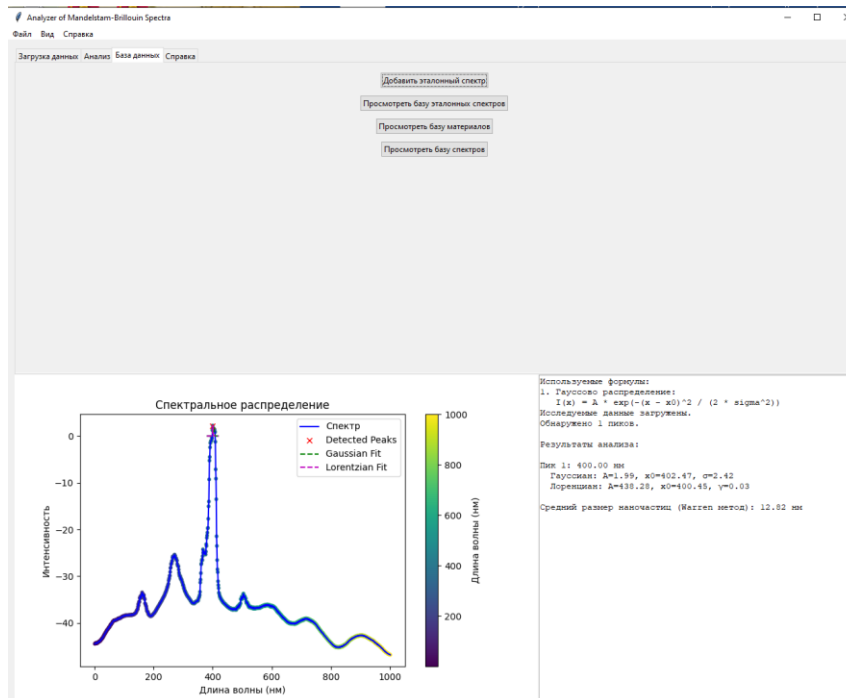 Analyzer of Mandelstam-Brillouin Spectra
Файл Вид Справка
Загрузка данных Анализ База данных Справка
Добавить эталонный спектр
Просмотреть базу эталонных спектров
Просмотреть базу материалов
Просмотреть базу спектров
Спектральное распределение
Спектр
Detected Peaks
Gaussian Fit
Lorentzian Fit
0
−10
−20
−30
−40
Интенсивность
0 200 400 600 800 1000
Длина волны (нм)
1000
800
600
400
200
Длина волны (нм)
Используемые формулы:
1. Гауссово распределение:
I(x) = A * exp(-(x - x0)^2 / (2 * sigma^2))
Исследуемые данные загружены.
Обнаружено 1 пиков.
Результаты анализа:
Пик 1: 400.00 нм
Гауссиан: A=1.99, x0=402.47, σ=2.42
Лоренциан: A=438.28, x0=400.45, γ=0.03
Средний размер наночастиц (Warren метод): 12.82 нм